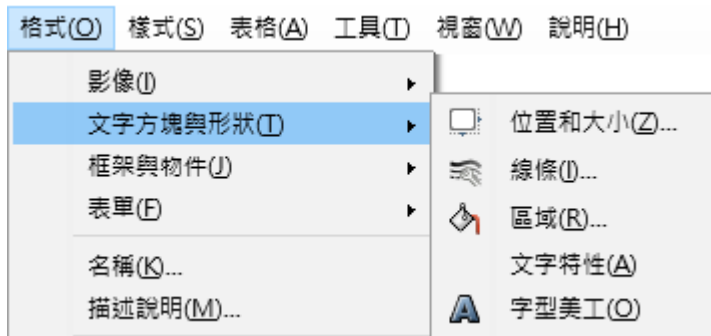 格式(O) 樣式(S) 表格(A) 工具(T) 視窗(W) 說明(H)
影像(I)
文字方塊與形狀(T)
框架與物件(J)
表單(F)
名稱(K)...
描述說明(M)...
位置和大小(Z)...
線條(I)...
區域(R)...
文字特性(A)
字型美工(O)